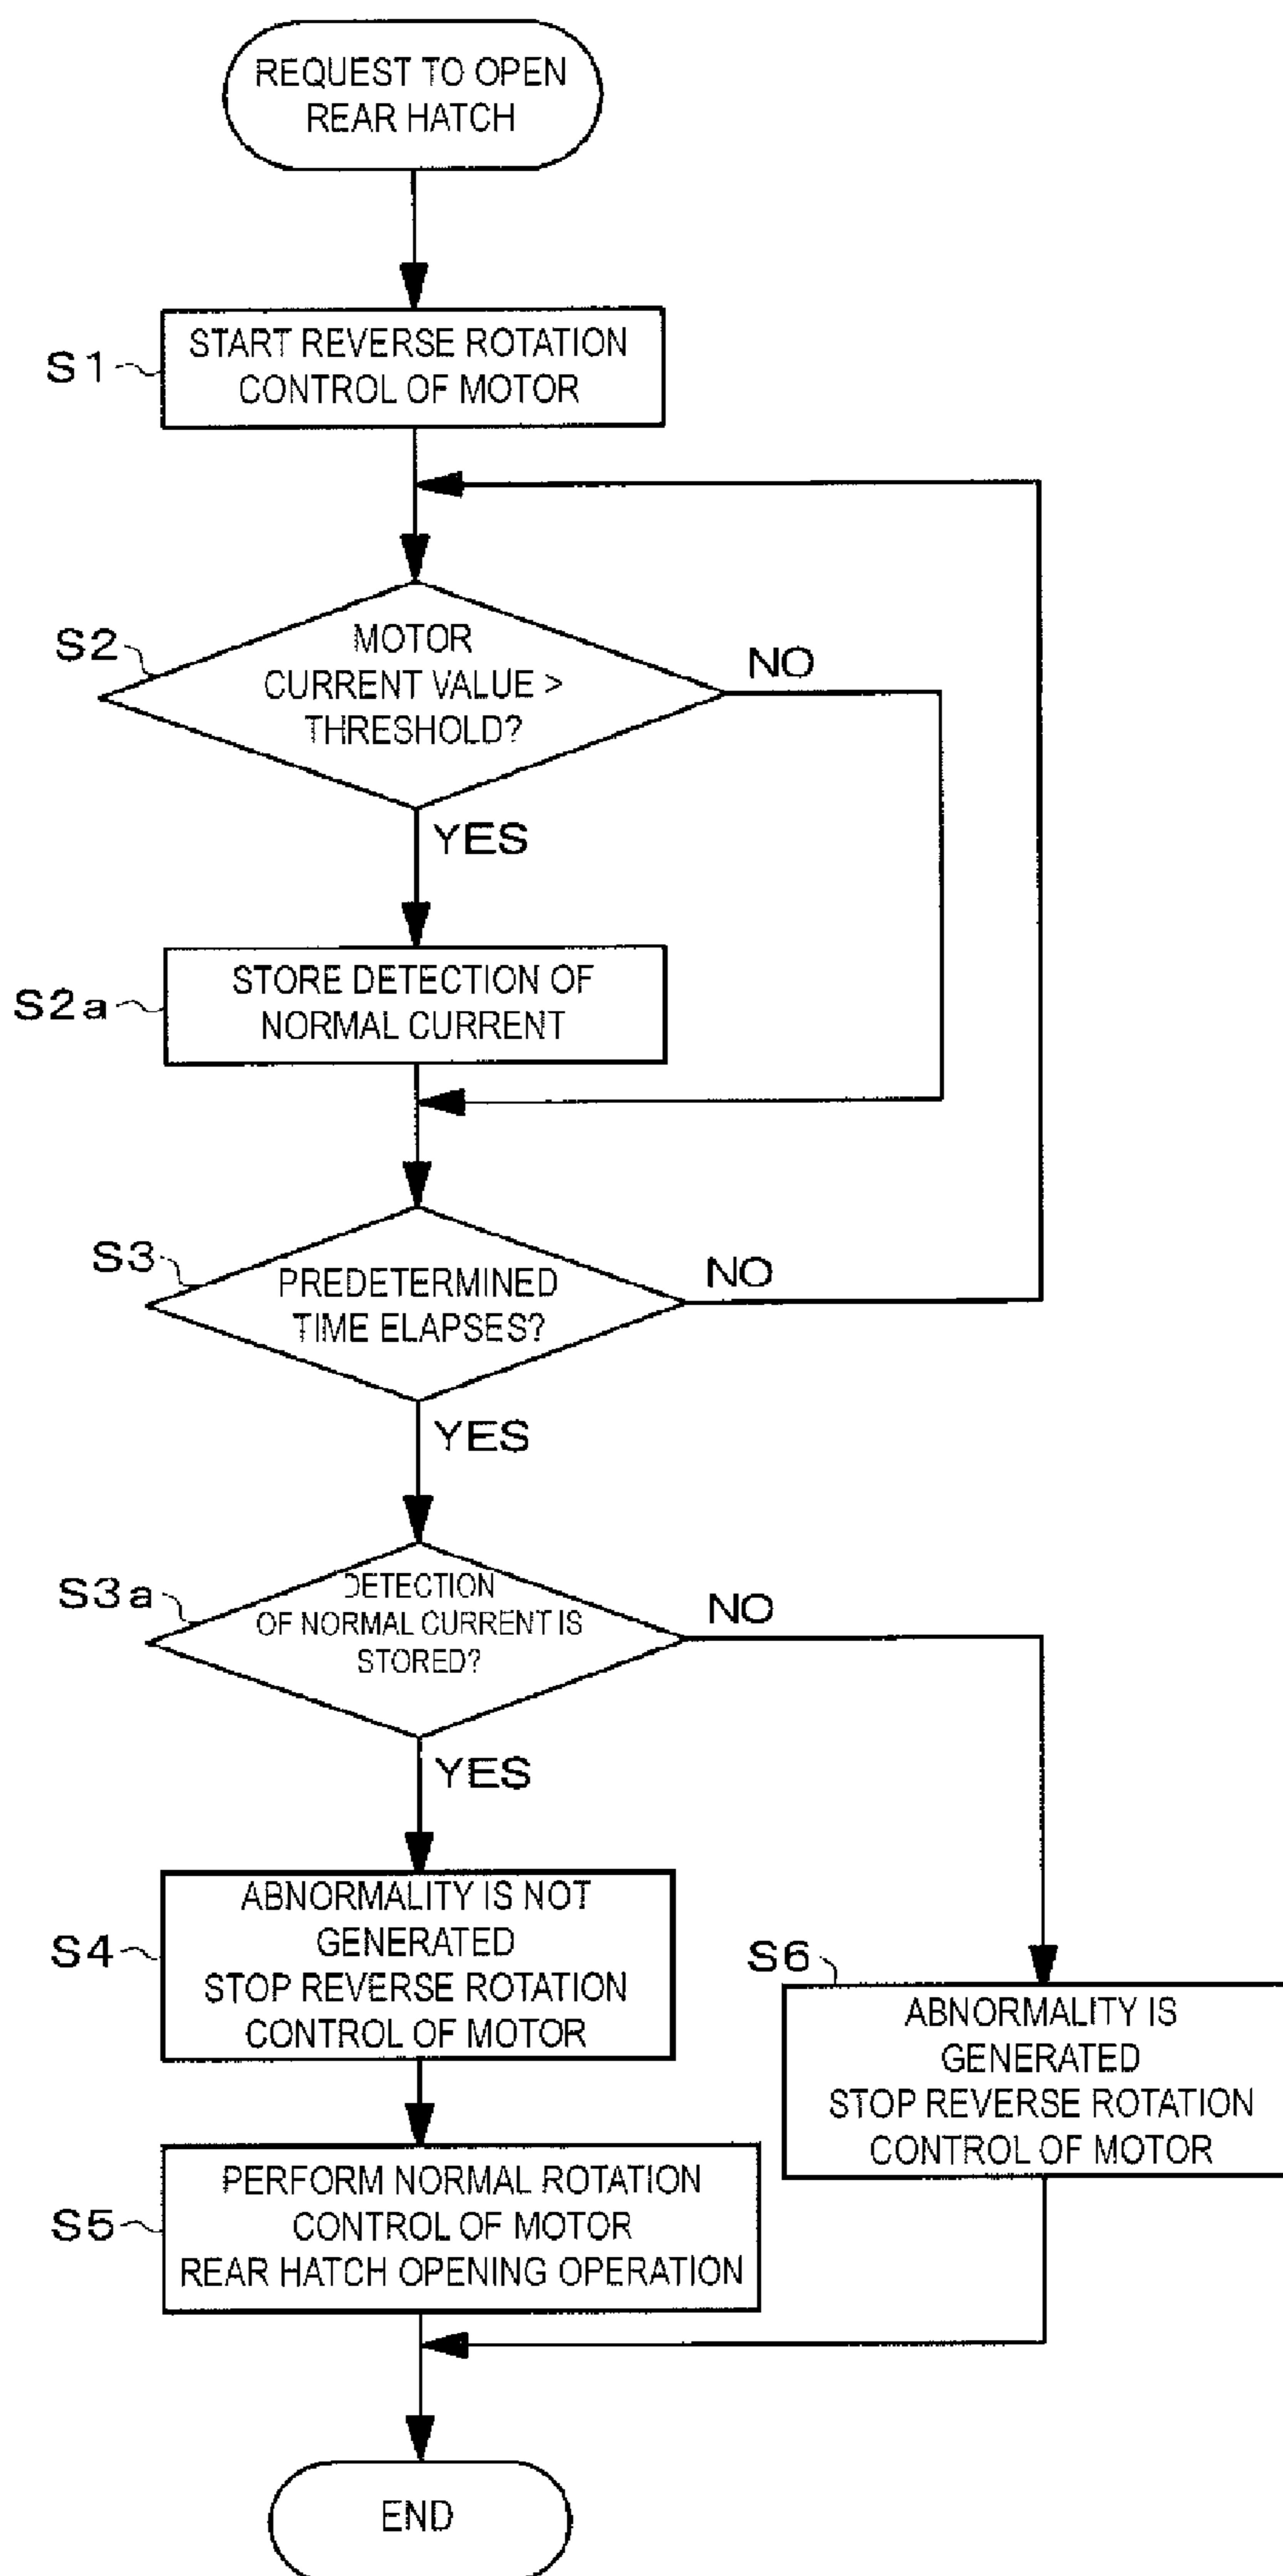 REQUEST TO OPEN
REAR HATCH
S1
START REVERSE ROTATION
CONTROL OF MOTOR
S2
MOTOR
CURRENT VALUE >
THRESHOLD?
NO
YES
S2a
STORE DETECTION OF
NORMAL CURRENT
S3
PREDETERMINED
TIME ELAPSES?
NO
YES
S3a
DETECTION
OF NORMAL CURRENT IS
STORED?
NO
YES
S4
ABNORMALITY IS NOT
GENERATED
STOP REVERSE ROTATION
CONTROL OF MOTOR
S6
ABNORMALITY IS
GENERATED
STOP REVERSE ROTATION
CONTROL OF MOTOR
S5
PERFORM NORMAL ROTATION
CONTROL OF MOTOR
REAR HATCH OPENING OPERATION
END